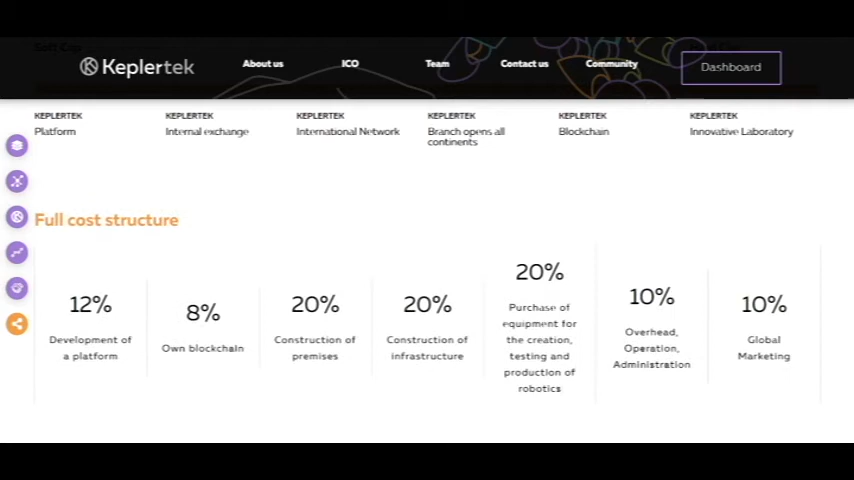 Soft Cap
Keplertek
About us
ICO
Team
Contact us
Community
Dashboard
KEPLERTEK
Platform
KEPLERTEK
Internal exchange
KEPLERTEK
International Network
KEPLERTEK
Branch opens all
continents
KEPLERTEK
Blockchain
KEPLERTEK
Innovative Laboratory
Full cost structure
12%
Development of
a platform
8%
Own blockchain
20%
Construction of
premises
20%
Construction of
infrastructure
20%
Purchase of
equipment for
the creation,
testing and
production of
robotics
10%
Overhead,
Operation,
Administration
10%
Global
Marketing